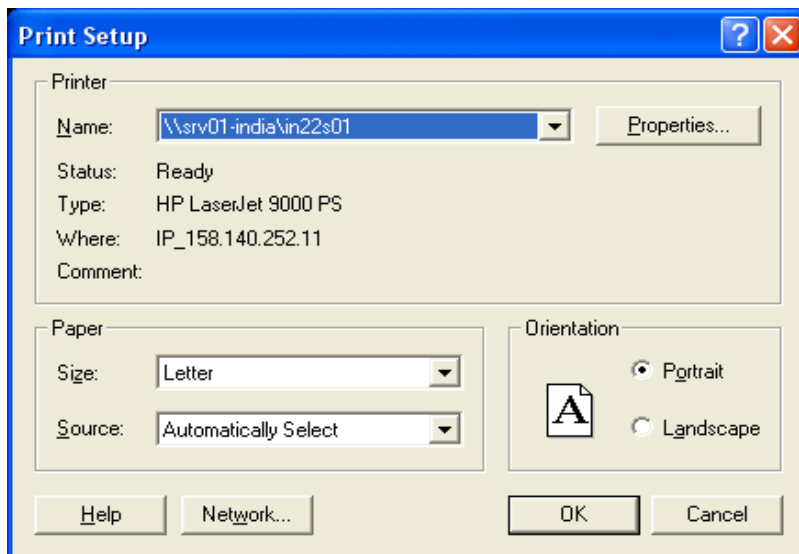 Print Setup
Printer
Name: \\srv01-india\in22s01 Properties...
Status: Ready
Type: HP LaserJet 9000 PS
Where: IP_158.140.252.11
Comment:
Paper
Size: Letter
Source: Automatically Select
Orientation
A
Portrait
Landscape
Help Network... OK Cancel